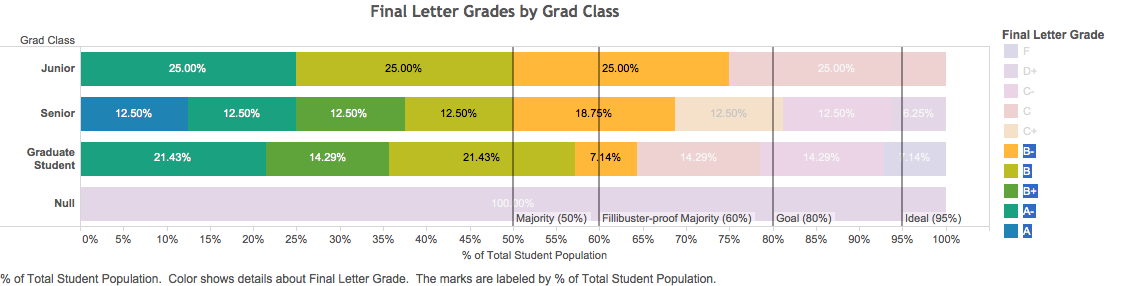 Final Letter Grades by Grad Class
Grad Class
Junior
25.00%
25.00%
25.00%
25.00%
Senior
12.50%
12.50%
12.50%
12.50%
18.75%
12.50%
12.50%
6.25%
Graduate
Student
21.43%
14.29%
21.43%
7.14%
14.29%
14.29%
7.14%
Null
100.00%
Majority (50%)
Fillibuster-proof Majority (60%)
Goal (80%)
Ideal (95%)
0% 5% 10% 15% 20% 25% 30% 35% 40% 45% 50% 55% 60% 65% 70% 75% 80% 85% 90% 95% 100%
% of Total Student Population
Final Letter Grade
F
D+
C-
C
C+
B-
B
B+
A-
A
% of Total Student Population. Color shows details about Final Letter Grade. The marks are labeled by % of Total Student Population.